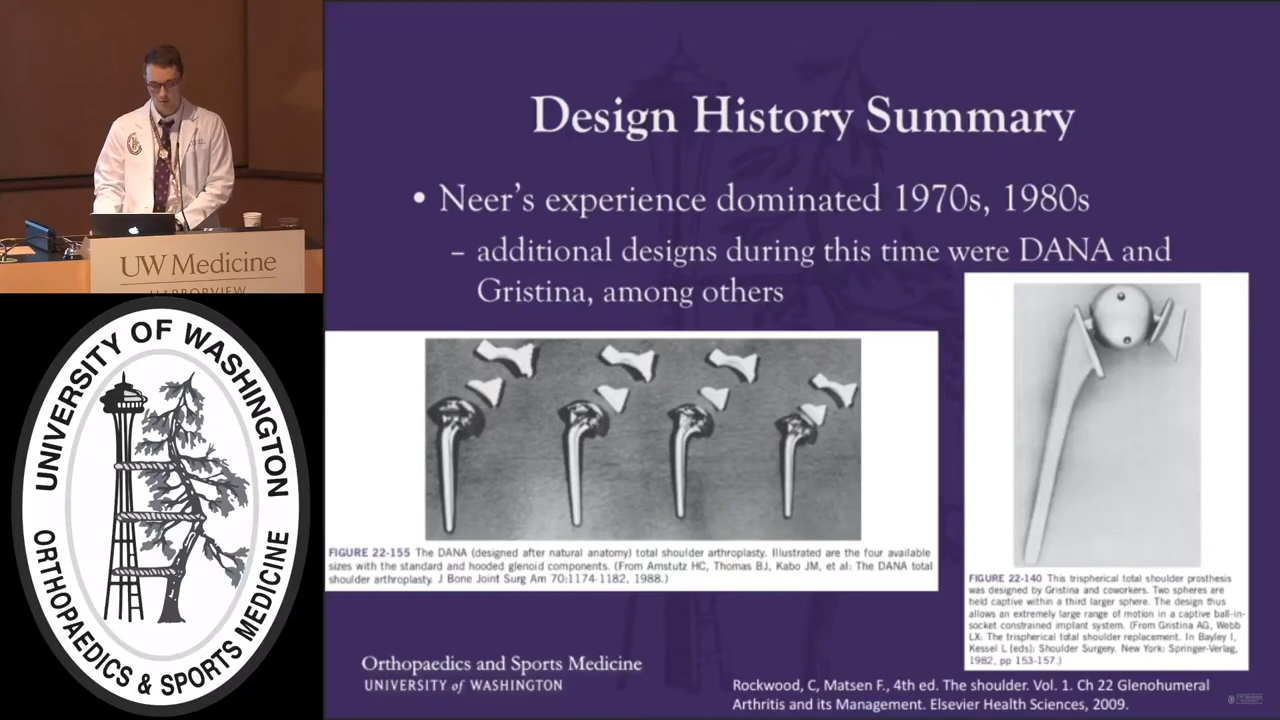 Design History Summary
• Neer's experience dominated 1970s, 1980s
– additional designs during this time were DANA and
Gristina, among others
FIGURE 22-155 The DANA (designed after natural anatomy) total shoulder arthroplasty. Illustrated are the four available
sizes with the standard and hooded glenoid components. (From Amstutz HC, Thomas BJ, Kabo JM, et al: The DANA total
shoulder arthroplasty. J Bone Joint Surg Am 70:1174-1182, 1988.)
FIGURE 22-140 This trispherical total shoulder prosthesis
was designed by Gristina and coworkers. Two spheres are
held captive within a third larger sphere. The design thus
allows an extremely large range of motion in a captive ball-in-
socket constrained implant system. (From Gristina AG, Webb
LX: The trispherical total shoulder replacement. In Bayley I,
Kessel L [eds]: Shoulder Surgery. New York: Springer-Verlag,
1982, pp 153-157.)
Orthopaedics and Sports Medicine
UNIVERSITY of WASHINGTON
Rockwood, C, Matsen F., 4th ed. The shoulder. Vol. 1. Ch 22 Glenohumeral
Arthritis and its Management. Elsevier Health Sciences, 2009.
UW Medicine
HARBORVIEW
UNIVERSITY OF WASHINGTON
ORTHOPAEDICS & SPORTS MEDICINE